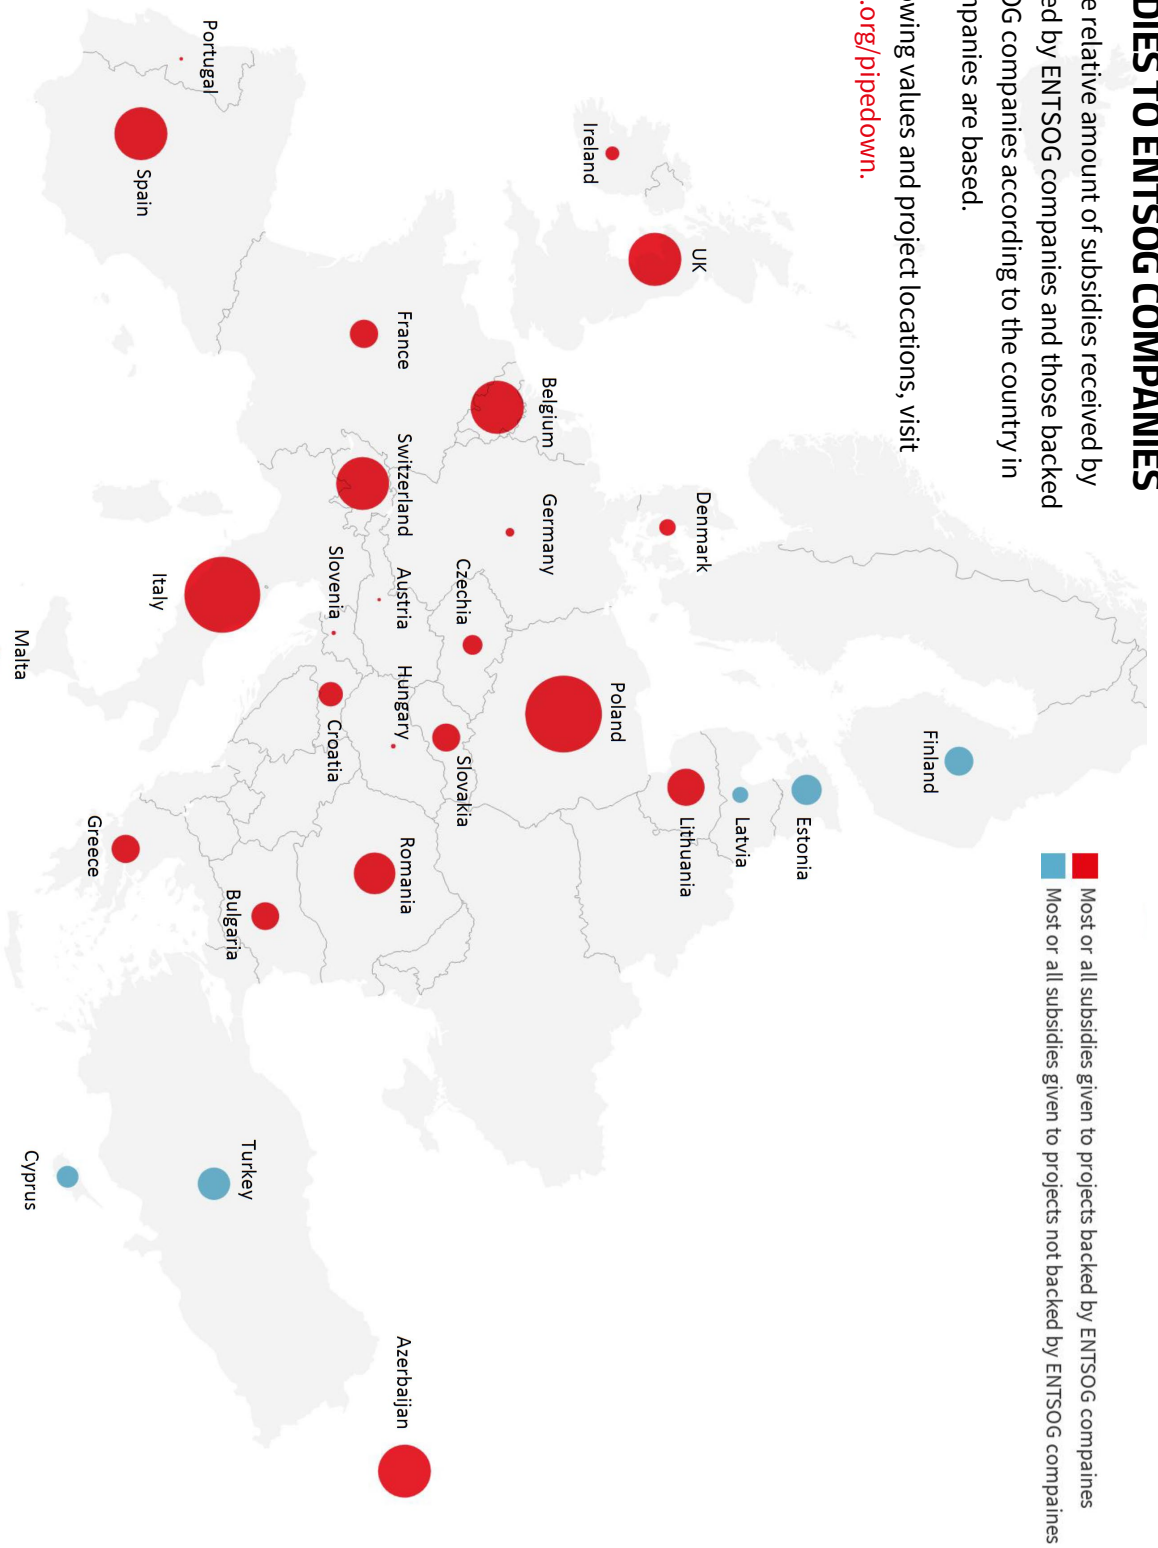 DIES TO ENTSOG COMPANIES
e relative amount of subsidies received by
ed by ENTSOG companies and those backed
OG companies according to the country in
mpanies are based.
owing values and project locations, visit
.org/pipedown.
Most or all subsidies given to projects backed by ENTSOG compaines
Most or all subsidies given to projects not backed by ENTSOG compaines
Finland
Estonia
Latvia
Lithuania
Denmark
UK
Ireland
Poland
Belgium
Germany
Czechia
Slovakia
France
Switzerland
Austria
Hungary
Romania
Azerbaijan
Slovenia
Croatia
Portugal
Spain
Italy
Bulgaria
Turkey
Greece
Malta
Cyprus